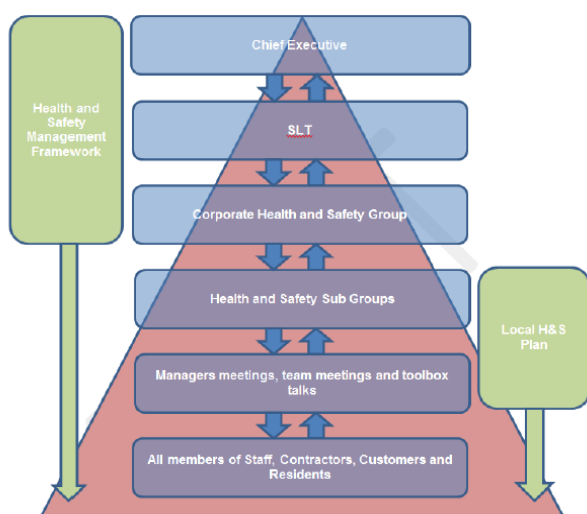 Chief Executive
Health and
Safety
Management
Framework
SLT
Corporate Health and Safety Group
Health and Safety Sub Groups
Local H&S
Plan
Managers meetings, team meetings and toolbox
talks
All members of Staff, Contractors, Customers and
Residents